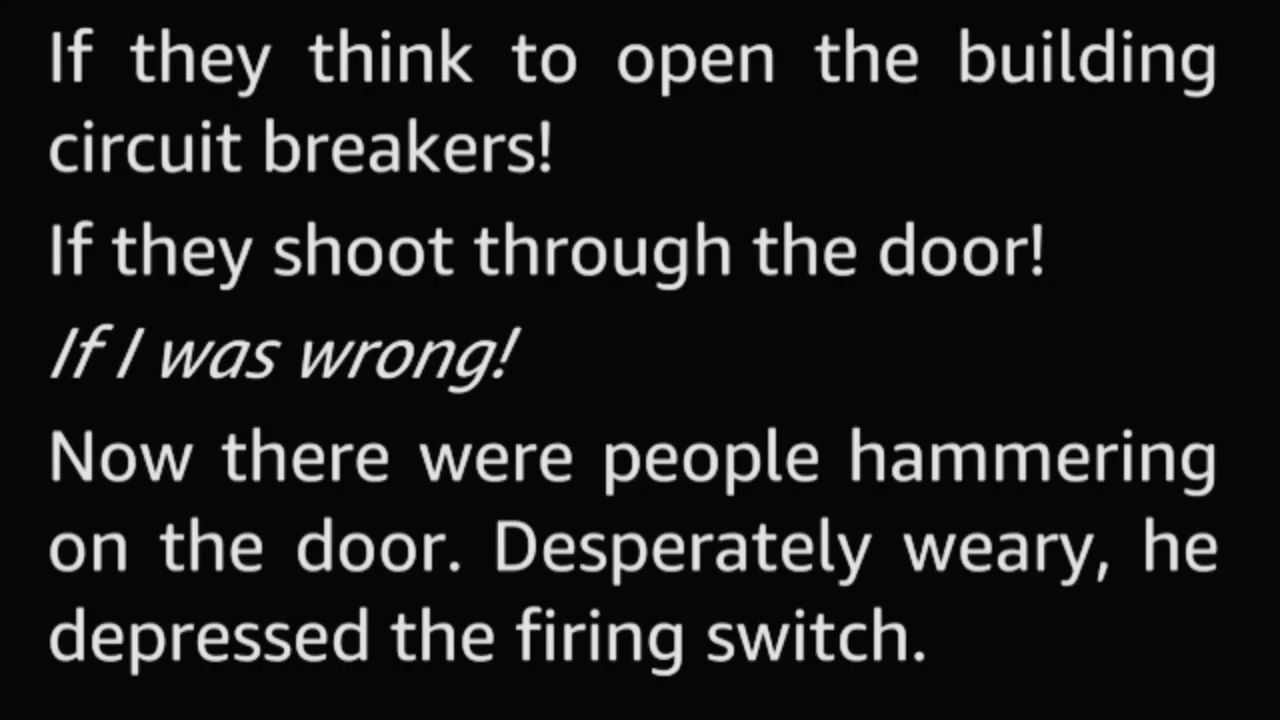 If they think to open the building
circuit breakers!
If they shoot through the door!
If I was wrong!
Now there were people hammering
on the door. Desperately weary, he
depressed the firing switch.